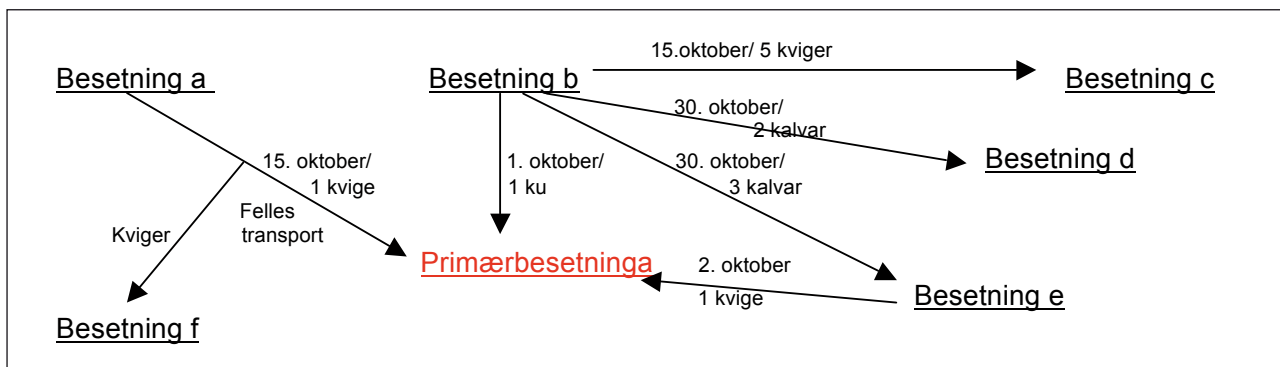 15.oktober/ 5 kviger
Besetning a
Besetning b
Besetning c
30. oktober/
2 kalvar
15. oktober/
1 kvige
1. oktober/
1 ku
30. oktober/
3 kalvar
Besetning d
Felles
transport
Kviger
Primærbesetninga
2. oktober
1 kvige
Besetning e
Besetning f